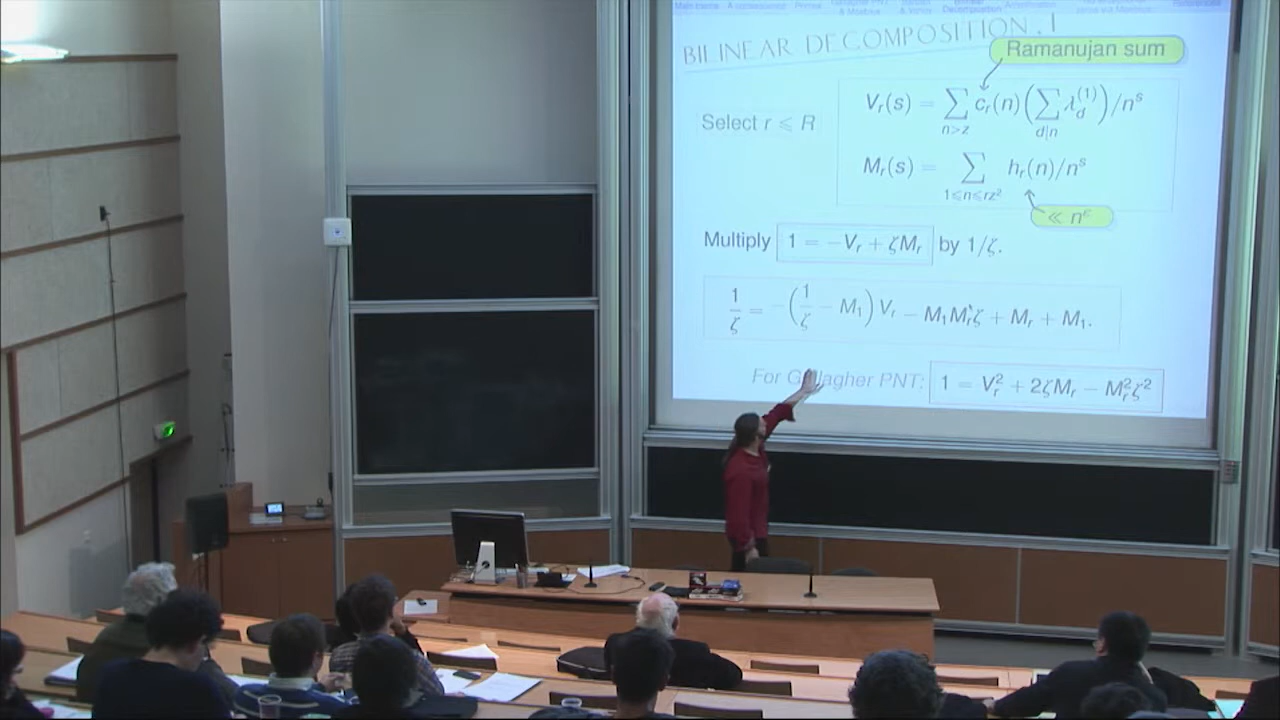 BILINEAR DECOMPOSITION. I
Ramanujan sum
Select r ⩽ R
V_r(s) = ∑_{n>z} c_r(n)(∑_{d|n} λ_d^{(1)})/n^s
M_r(s) = ∑_{1⩽n⩽rz²} h_r(n)/n^s
≪ n^ε
Multiply 1 = −V_r + ζM_r by 1/ζ.
1/ζ = −(1/ζ − M_1)V_r − M_1M_rζ + M_r + M_1.
For Gallagher PNT: 1 = V_r² + 2ζM_r − M_r²ζ²